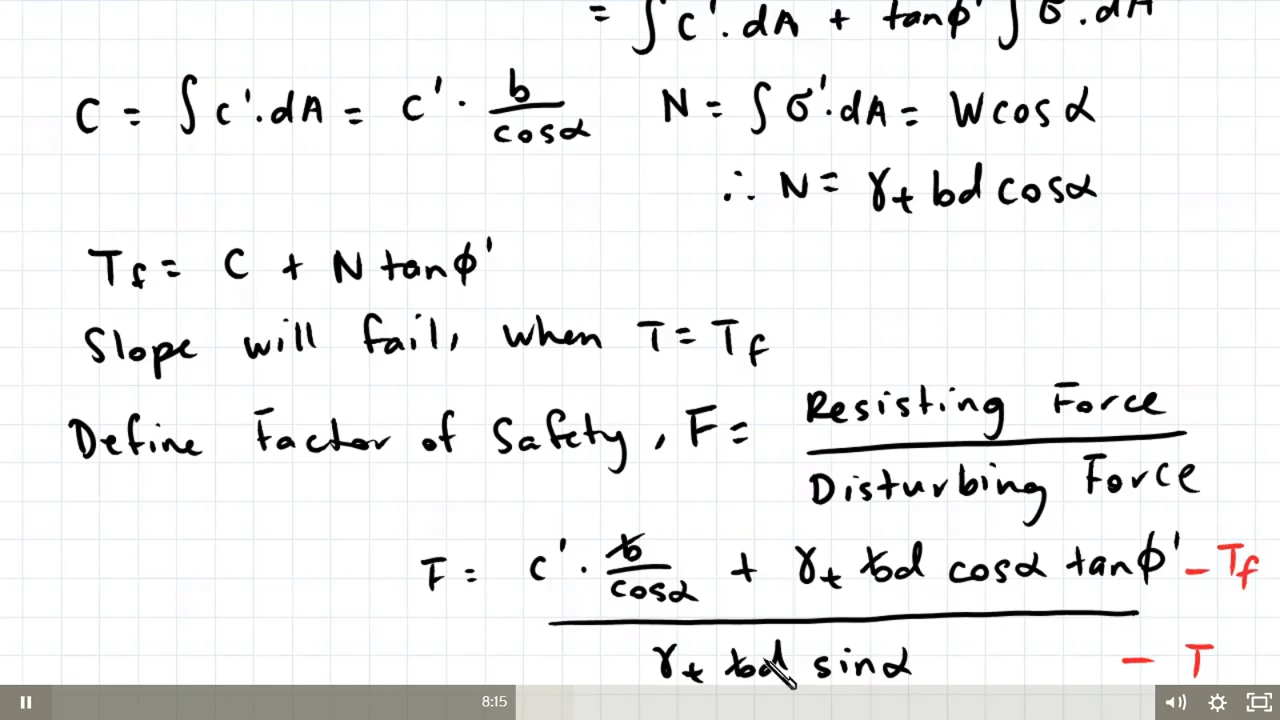 = ∫ c'. dA + tanϕ' ∫ σ'. dA
C = ∫ c'. dA = c' · b/cosα    N = ∫ σ'. dA = W cos α
∴ N = γt bd cosα
Tf = C + N tanϕ'
Slope will fail, when T = Tf
Define Factor of Safety, F = Resisting Force / Disturbing Force
F = c' · b/cosα + γt bd cosα tanϕ' - Tf
γt bd sinα - T
8:15